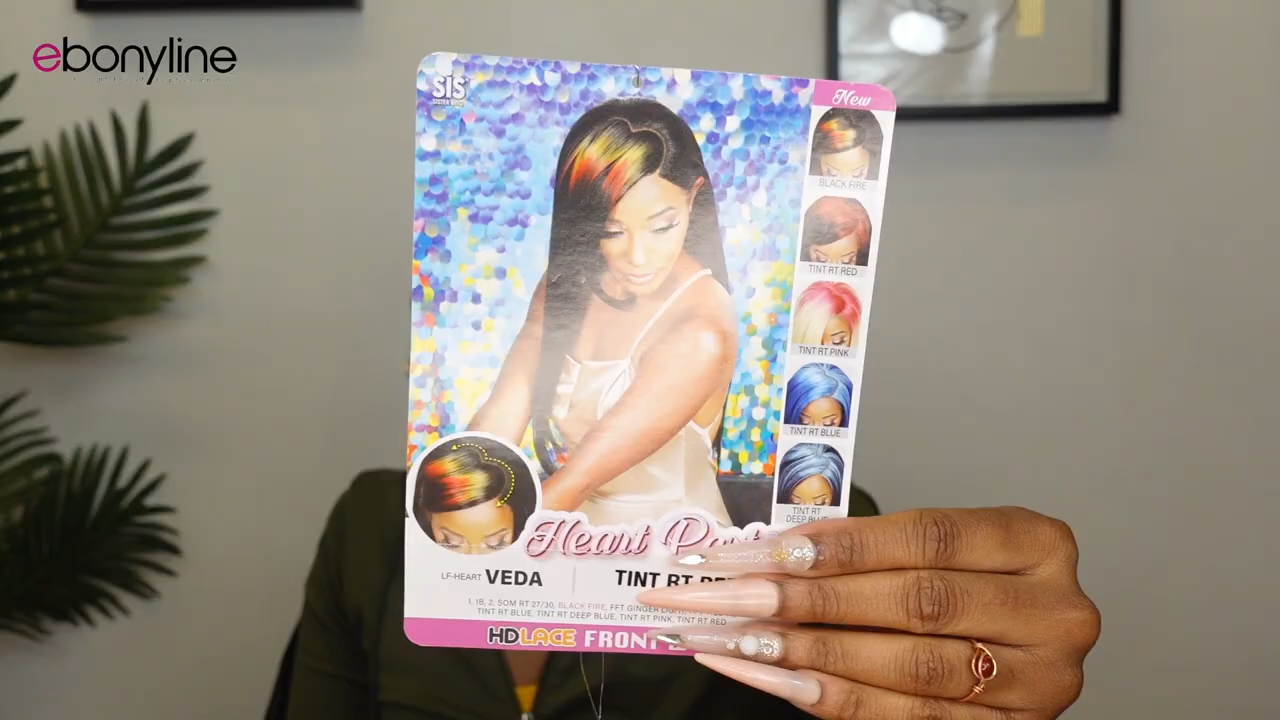 ebonyline
SIS
SISTER WIG
New
BLACK FIRE
TINT RT RED
TINT RT PINK
TINT RT BLUE
TINT RT
DEEP BLUE
Heart Part
LF-HEART VEDA
TINT RT RED
1, 1B, 2, SOM RT 27/30, BLACK FIRE, FFT GINGER
TINT RT BLUE, TINT RT DEEP BLUE, TINT RT PINK, TINT RT RED
HD LACE FRONT